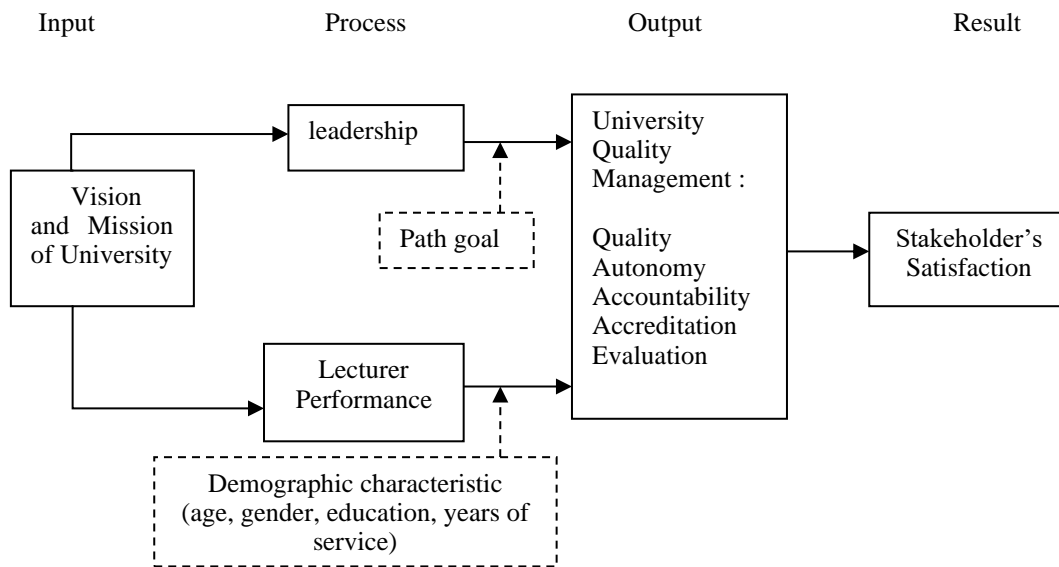 Input Process Output Result
leadership
University
Quality
Management :
Quality
Autonomy
Accountability
Accreditation
Evaluation
Vision
and Mission
of University
Path goal
Stakeholder’s
Satisfaction
Lecturer
Performance
Demographic characteristic
(age, gender, education, years of
service)